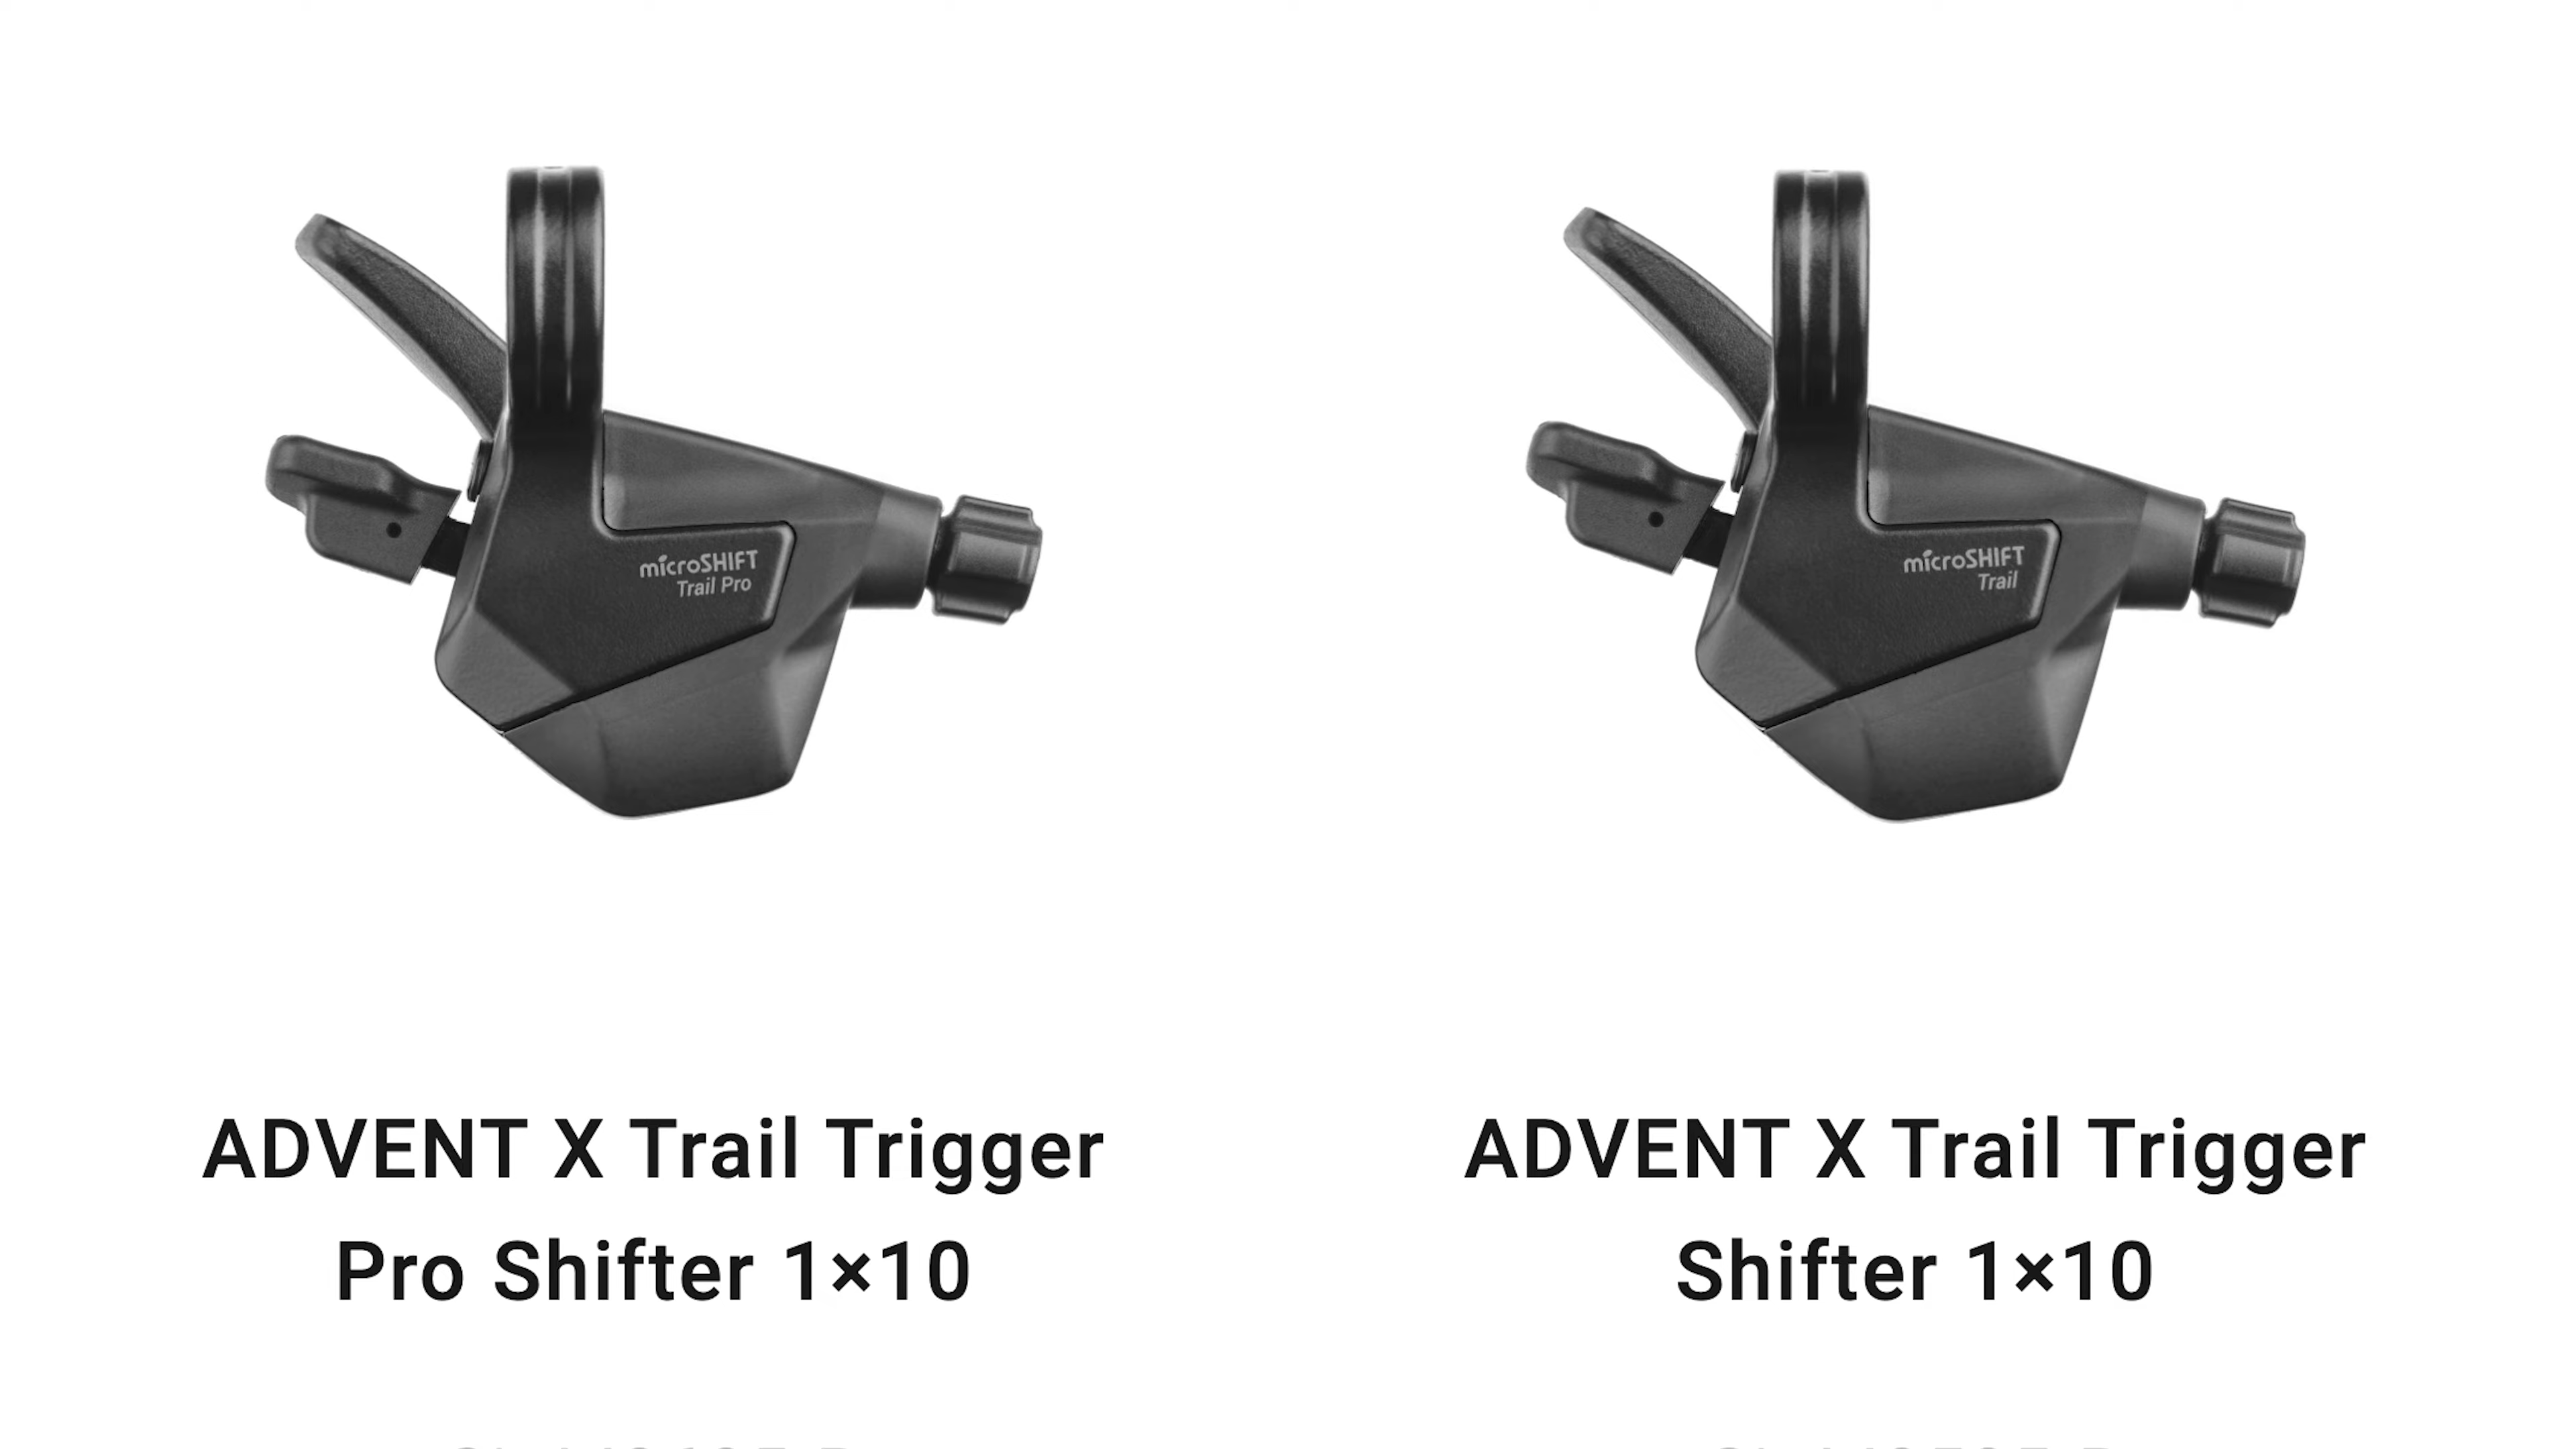 microSHIFT
Trail Pro
microSHIFT
Trail
ADVENT X Trail Trigger
Pro Shifter 1×10
ADVENT X Trail Trigger
Shifter 1×10